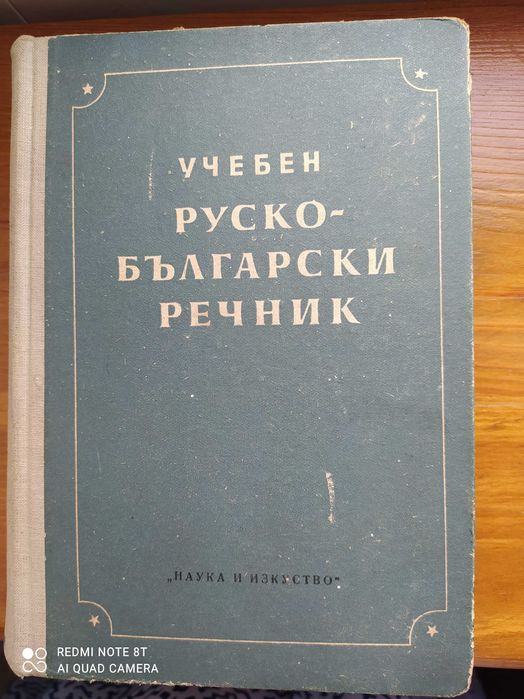 УЧЕБЕН
РУСКО-
БЪЛГАРСКИ
РЕЧНИК
„НАУКА И ИЗКУСТВО"
REDMI NOTE 8T
AI QUAD CAMERA